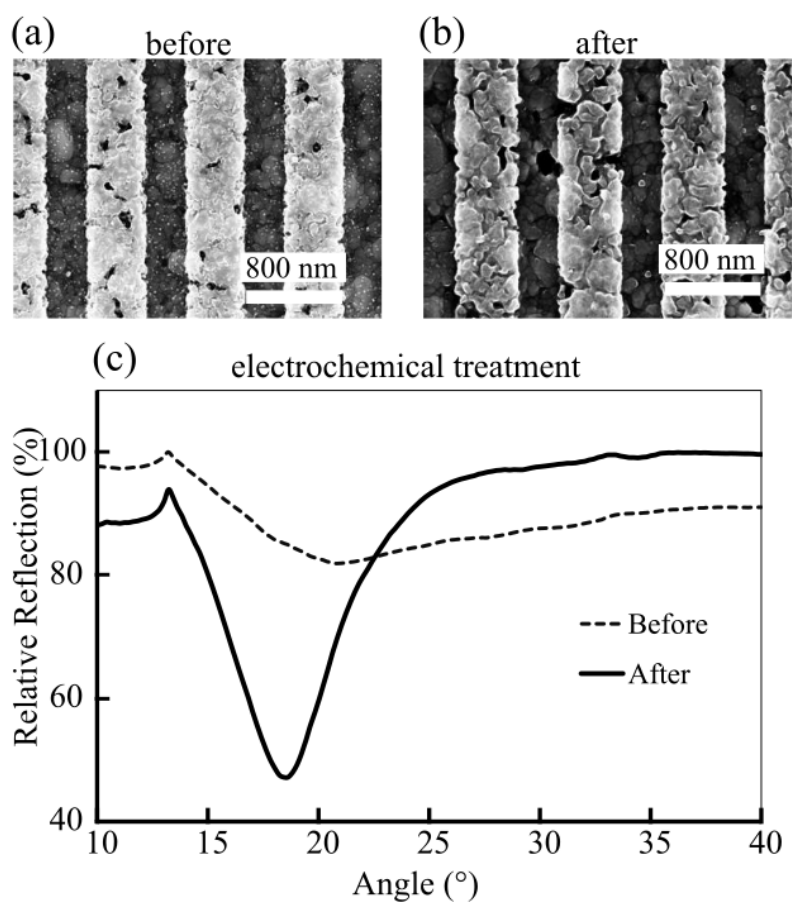 (a) before
(b) after
800 nm
800 nm
(c) electrochemical treatment
Relative Reflection (%)
100
80
60
40
Before
After
10 15 20 25 30 35 40
Angle (°)